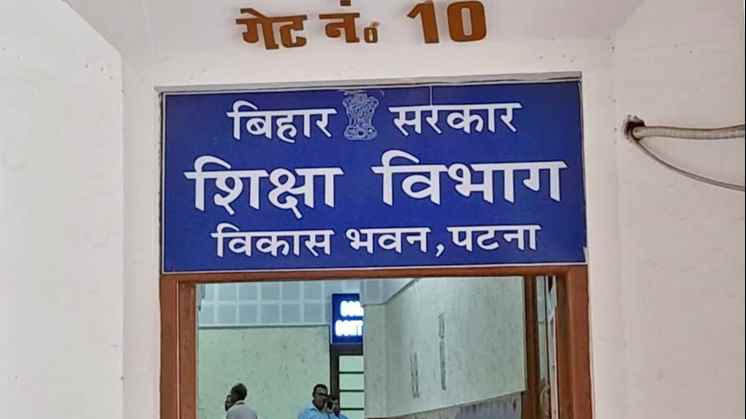 गेट नं० 10
बिहार सरकार
शिक्षा विभाग
विकास भवन, पटना